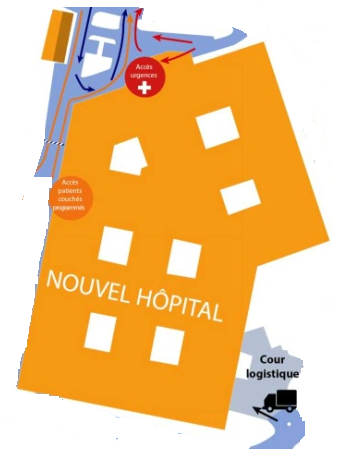 Accès
urgences
Accès
patients
couchés
programmés
NOUVEL HÔPITAL
Cour
logistique